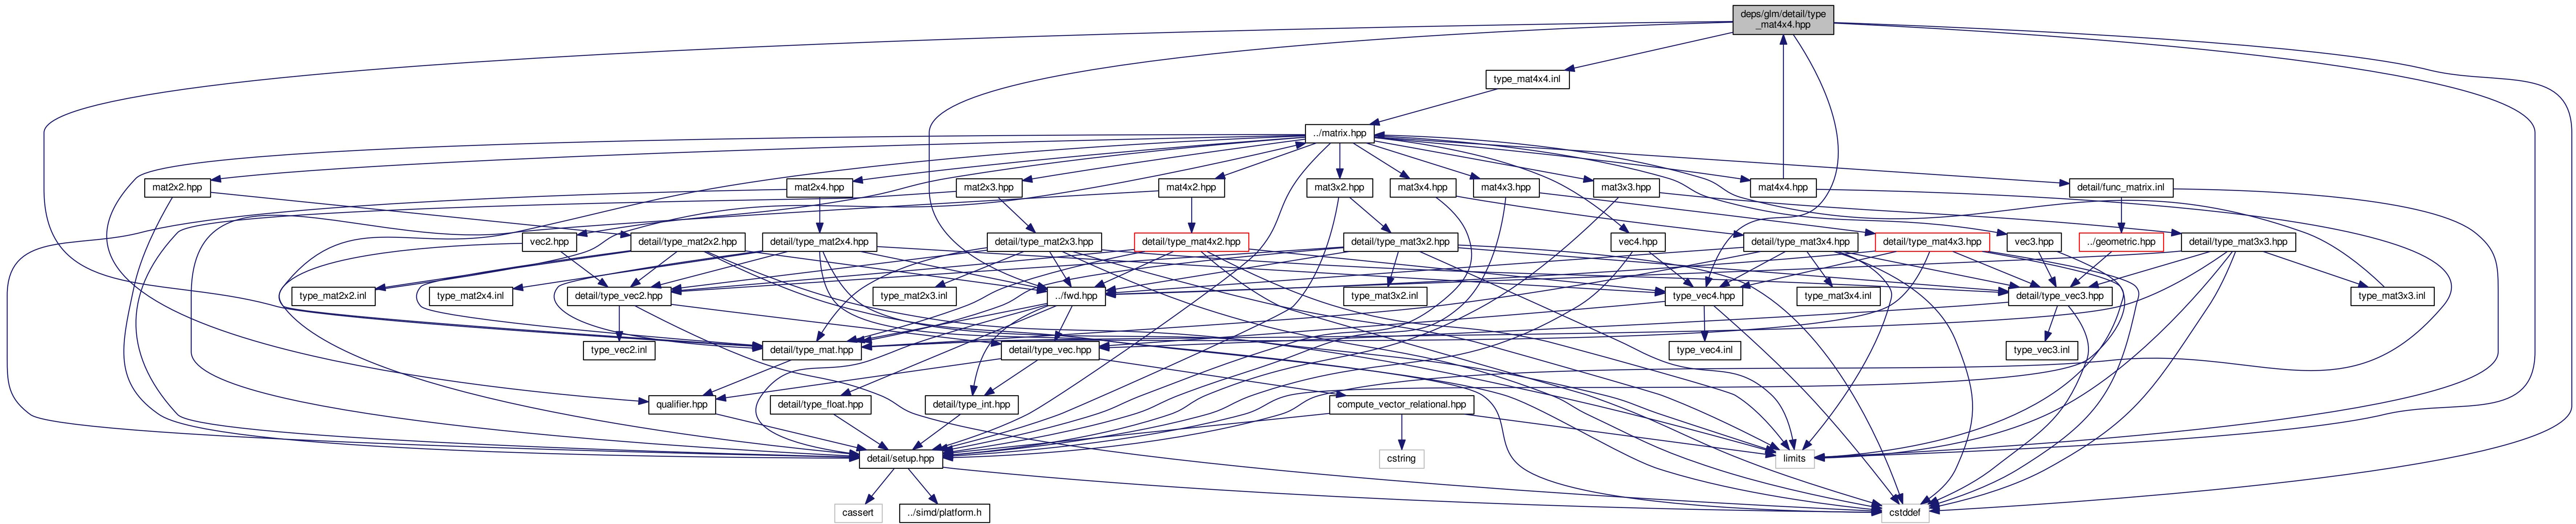 deps/glm/detail/type
_mat4x4.hpp
type_mat4x4.inl
../matrix.hpp
mat2x2.hpp
mat2x4.hpp
mat2x3.hpp
mat4x2.hpp
mat3x2.hpp
mat3x4.hpp
mat4x3.hpp
mat3x3.hpp
mat4x4.hpp
detail/func_matrix.inl
vec2.hpp
detail/type_mat2x2.hpp
detail/type_mat2x4.hpp
detail/type_mat2x3.hpp
detail/type_mat4x2.hpp
detail/type_mat3x2.hpp
vec4.hpp
detail/type_mat3x4.hpp
detail/type_mat4x3.hpp
vec3.hpp
../geometric.hpp
detail/type_mat3x3.hpp
type_mat2x2.inl
type_mat2x4.inl
detail/type_vec2.hpp
type_mat2x3.inl
../fwd.hpp
type_mat3x2.inl
type_vec4.hpp
type_mat3x4.inl
detail/type_vec3.hpp
type_mat3x3.inl
type_vec2.inl
detail/type_mat.hpp
detail/type_vec.hpp
type_vec4.inl
type_vec3.inl
qualifier.hpp
detail/type_float.hpp
detail/type_int.hpp
compute_vector_relational.hpp
detail/setup.hpp
cstring
limits
cassert
../simd/platform.h
cstddef